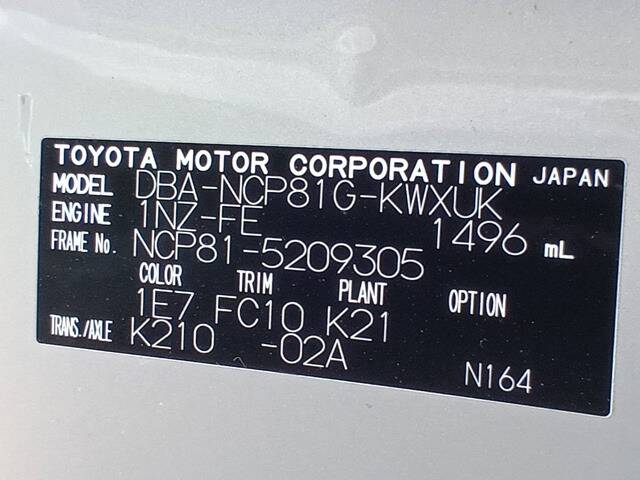 TOYOTA MOTOR CORPORATION JAPAN
MODEL DBA-NCP81G-KWXUK
ENGINE 1NZ-FE 1496 mL
FRAME No. NCP81-5209305
COLOR TRIM PLANT OPTION
1E7 FC10 K21
TRANS./AXLE K210 -02A
N164